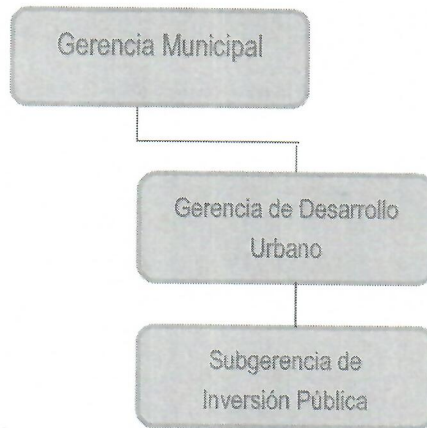 Gerencia Municipal
Gerencia de Desarrollo
Urbano
Subgerencia de
Inversión Pública